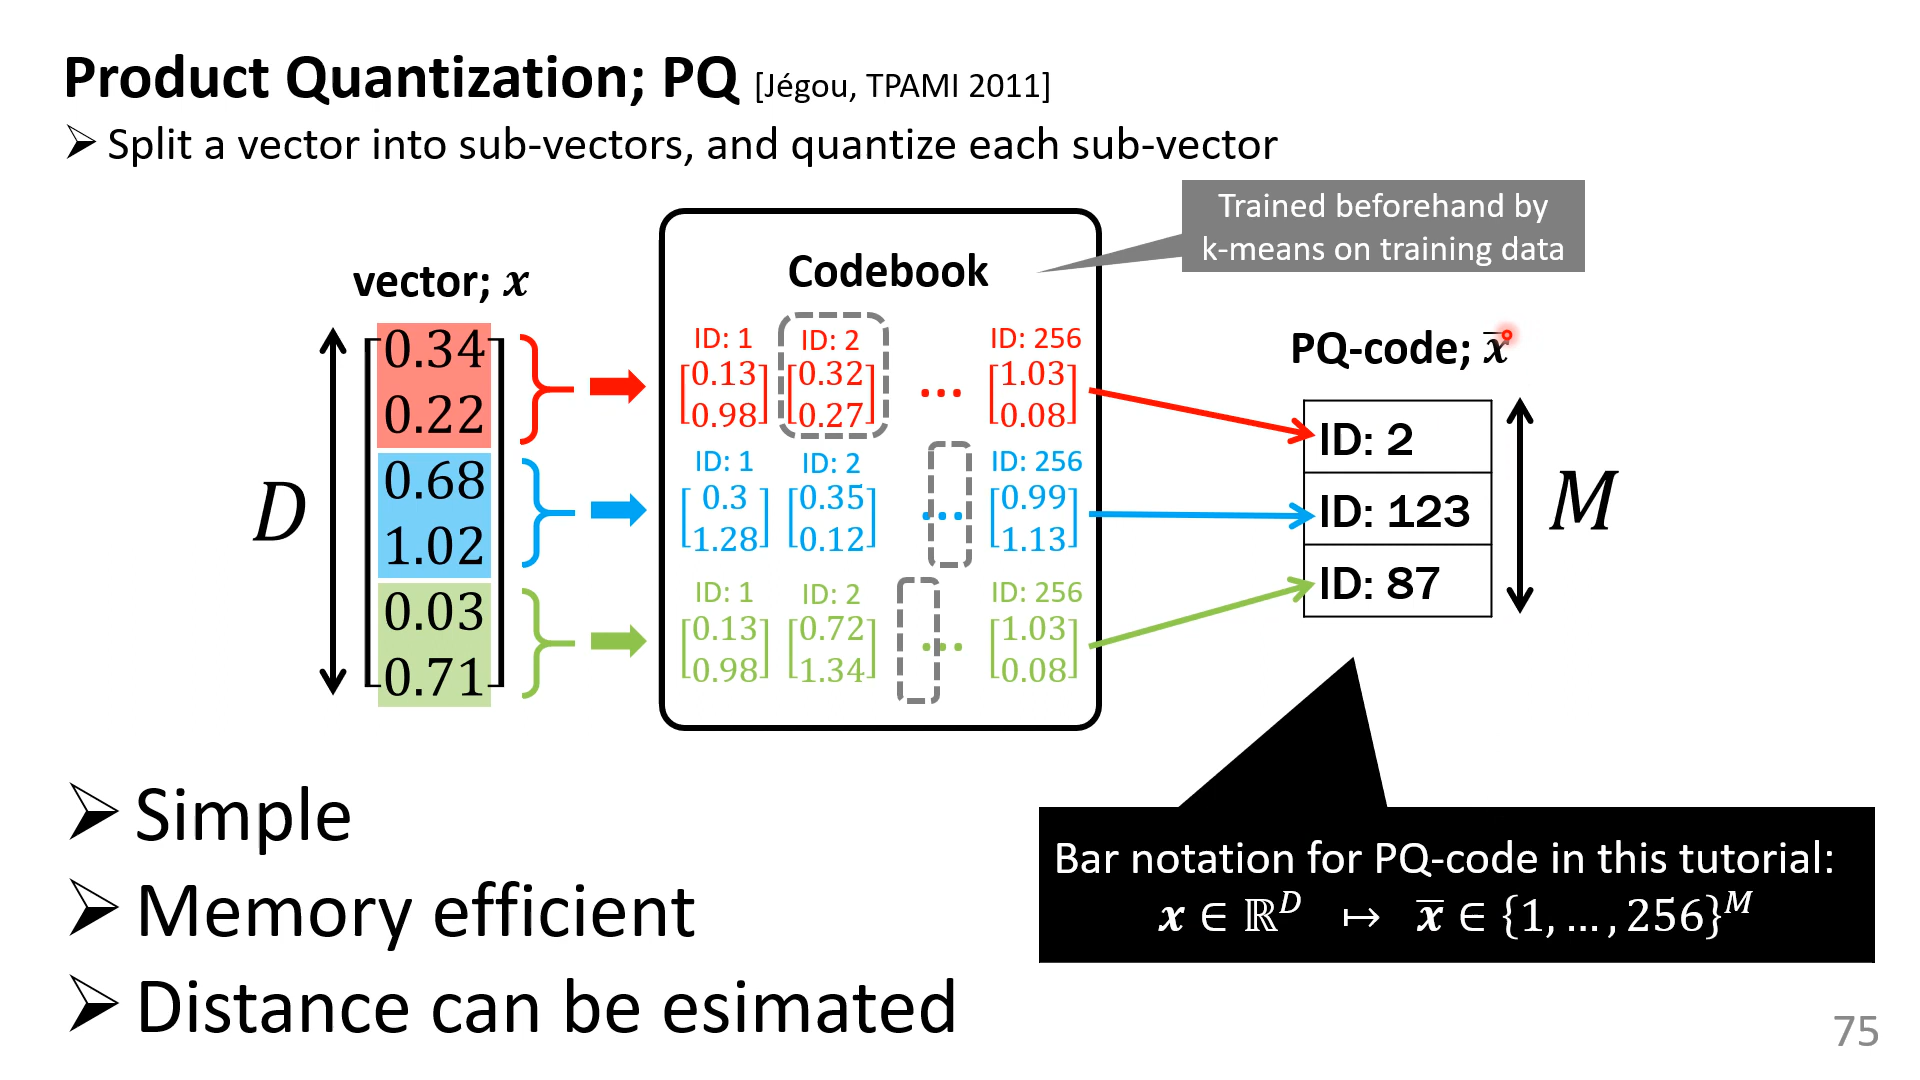 Product Quantization; PQ [Jégou, TPAMI 2011]
➢ Split a vector into sub-vectors, and quantize each sub-vector
Trained beforehand by
k-means on training data
vector; x
D
0.34
0.22
0.68
1.02
0.03
0.71
Codebook
ID: 1 ID: 2 ID: 256
0.13 0.32 … 1.03
0.98 0.27 0.08
ID: 1 ID: 2 ID: 256
0.3 0.35 … 0.99
1.28 0.12 1.13
ID: 1 ID: 2 ID: 256
0.13 0.72 … 1.03
0.98 1.34 0.08
PQ-code; x̅
ID: 2
ID: 123
ID: 87
M
➢ Simple
➢ Memory efficient
➢ Distance can be esimated
Bar notation for PQ-code in this tutorial:
x ∈ ℝᴰ ↦ x̅ ∈ {1, … , 256}ᴹ
75